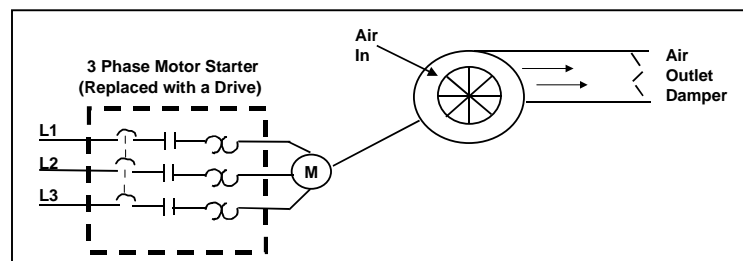 3 Phase Motor Starter
(Replaced with a Drive)
L1
L2
L3
M
Air
In
Air
Outlet
Damper